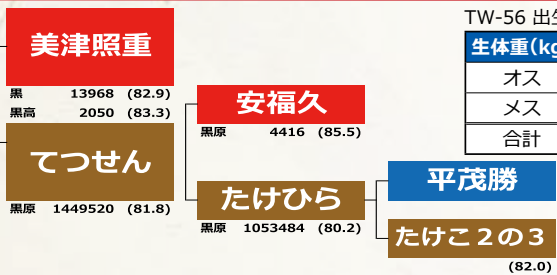 美津照重
黒 13968 (82.9)
黒高 2050 (83.3)
てつせん
黒原 1449520 (81.8)
安福久
黒原 4416 (85.5)
たけひら
黒原 1053484 (80.2)
平茂勝
たけこ2の3
(82.0)
TW-56 出生
生体重(kg
オス
メス
合計